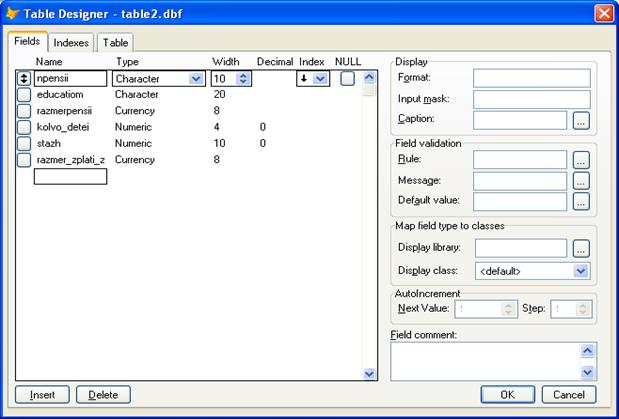 Table Designer - table2.dbf
Fields Indexes Table
Name Type Width Decimal Index NULL
npensii Character 10
educatiom Character 20
razmerpensii Currency 8
kolvo_detei Numeric 4 0
stazh Numeric 10 0
razmer_zplati_z Currency 8
Display
Format:
Input mask:
Caption: ...
Field validation
Rule: ...
Message: ...
Default value: ...
Map field type to classes
Display library: ...
Display class: <default>
AutoIncrement
Next Value: Step:
Field comment:
Insert Delete OK Cancel